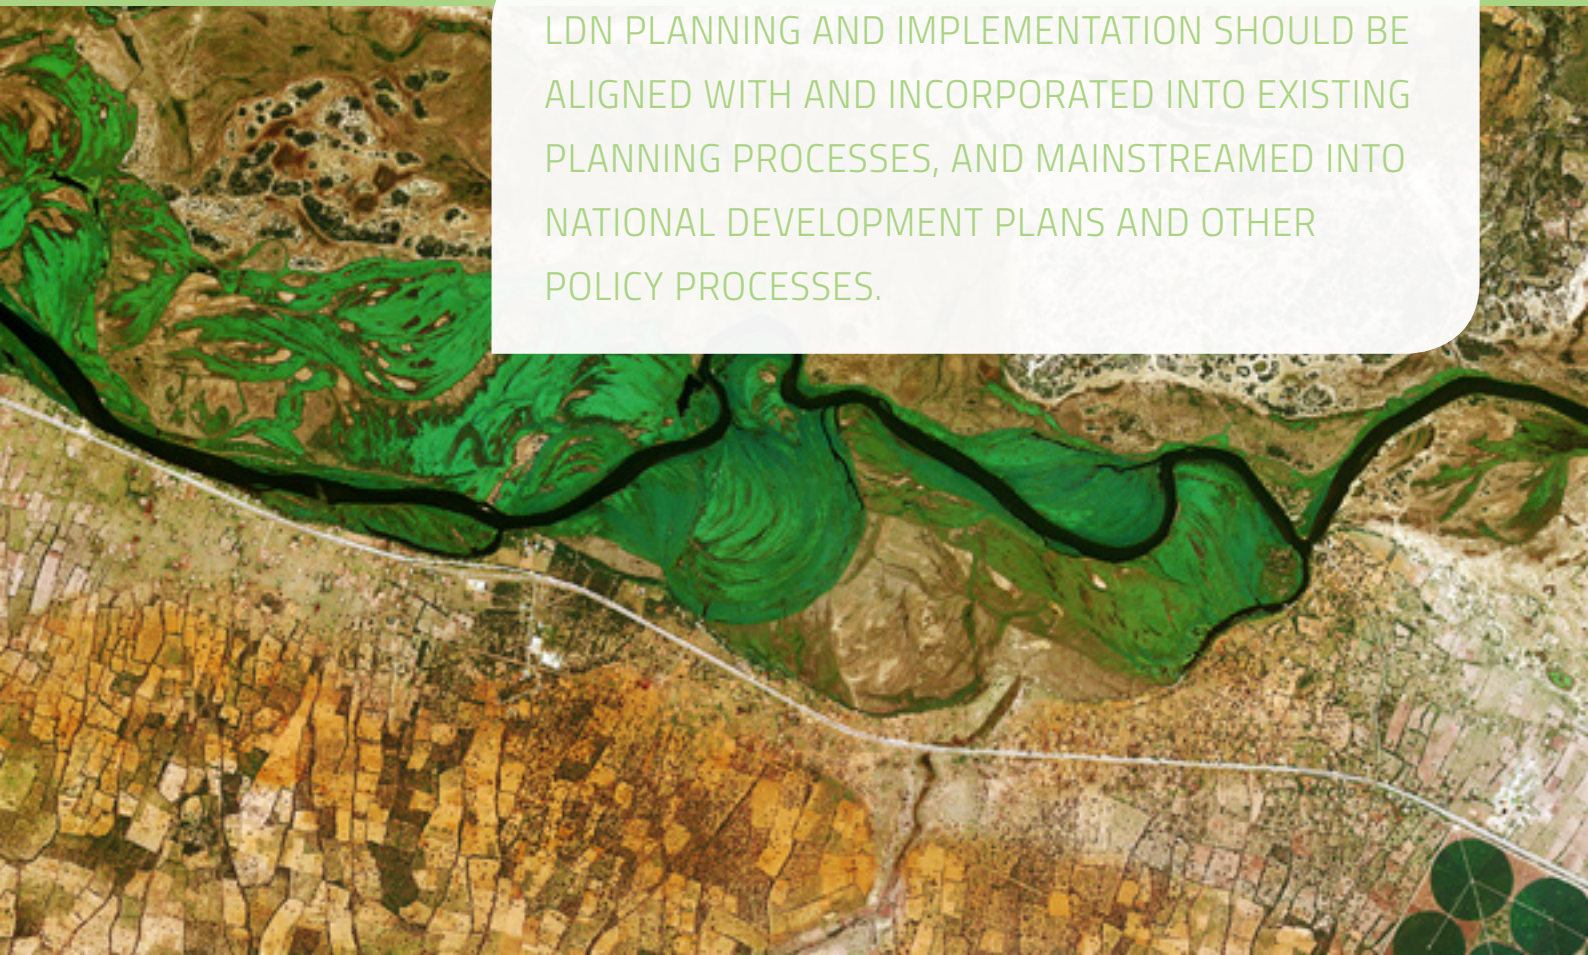 LDN PLANNING AND IMPLEMENTATION SHOULD BE
ALIGNED WITH AND INCORPORATED INTO EXISTING
PLANNING PROCESSES, AND MAINSTREAMED INTO
NATIONAL DEVELOPMENT PLANS AND OTHER
POLICY PROCESSES.